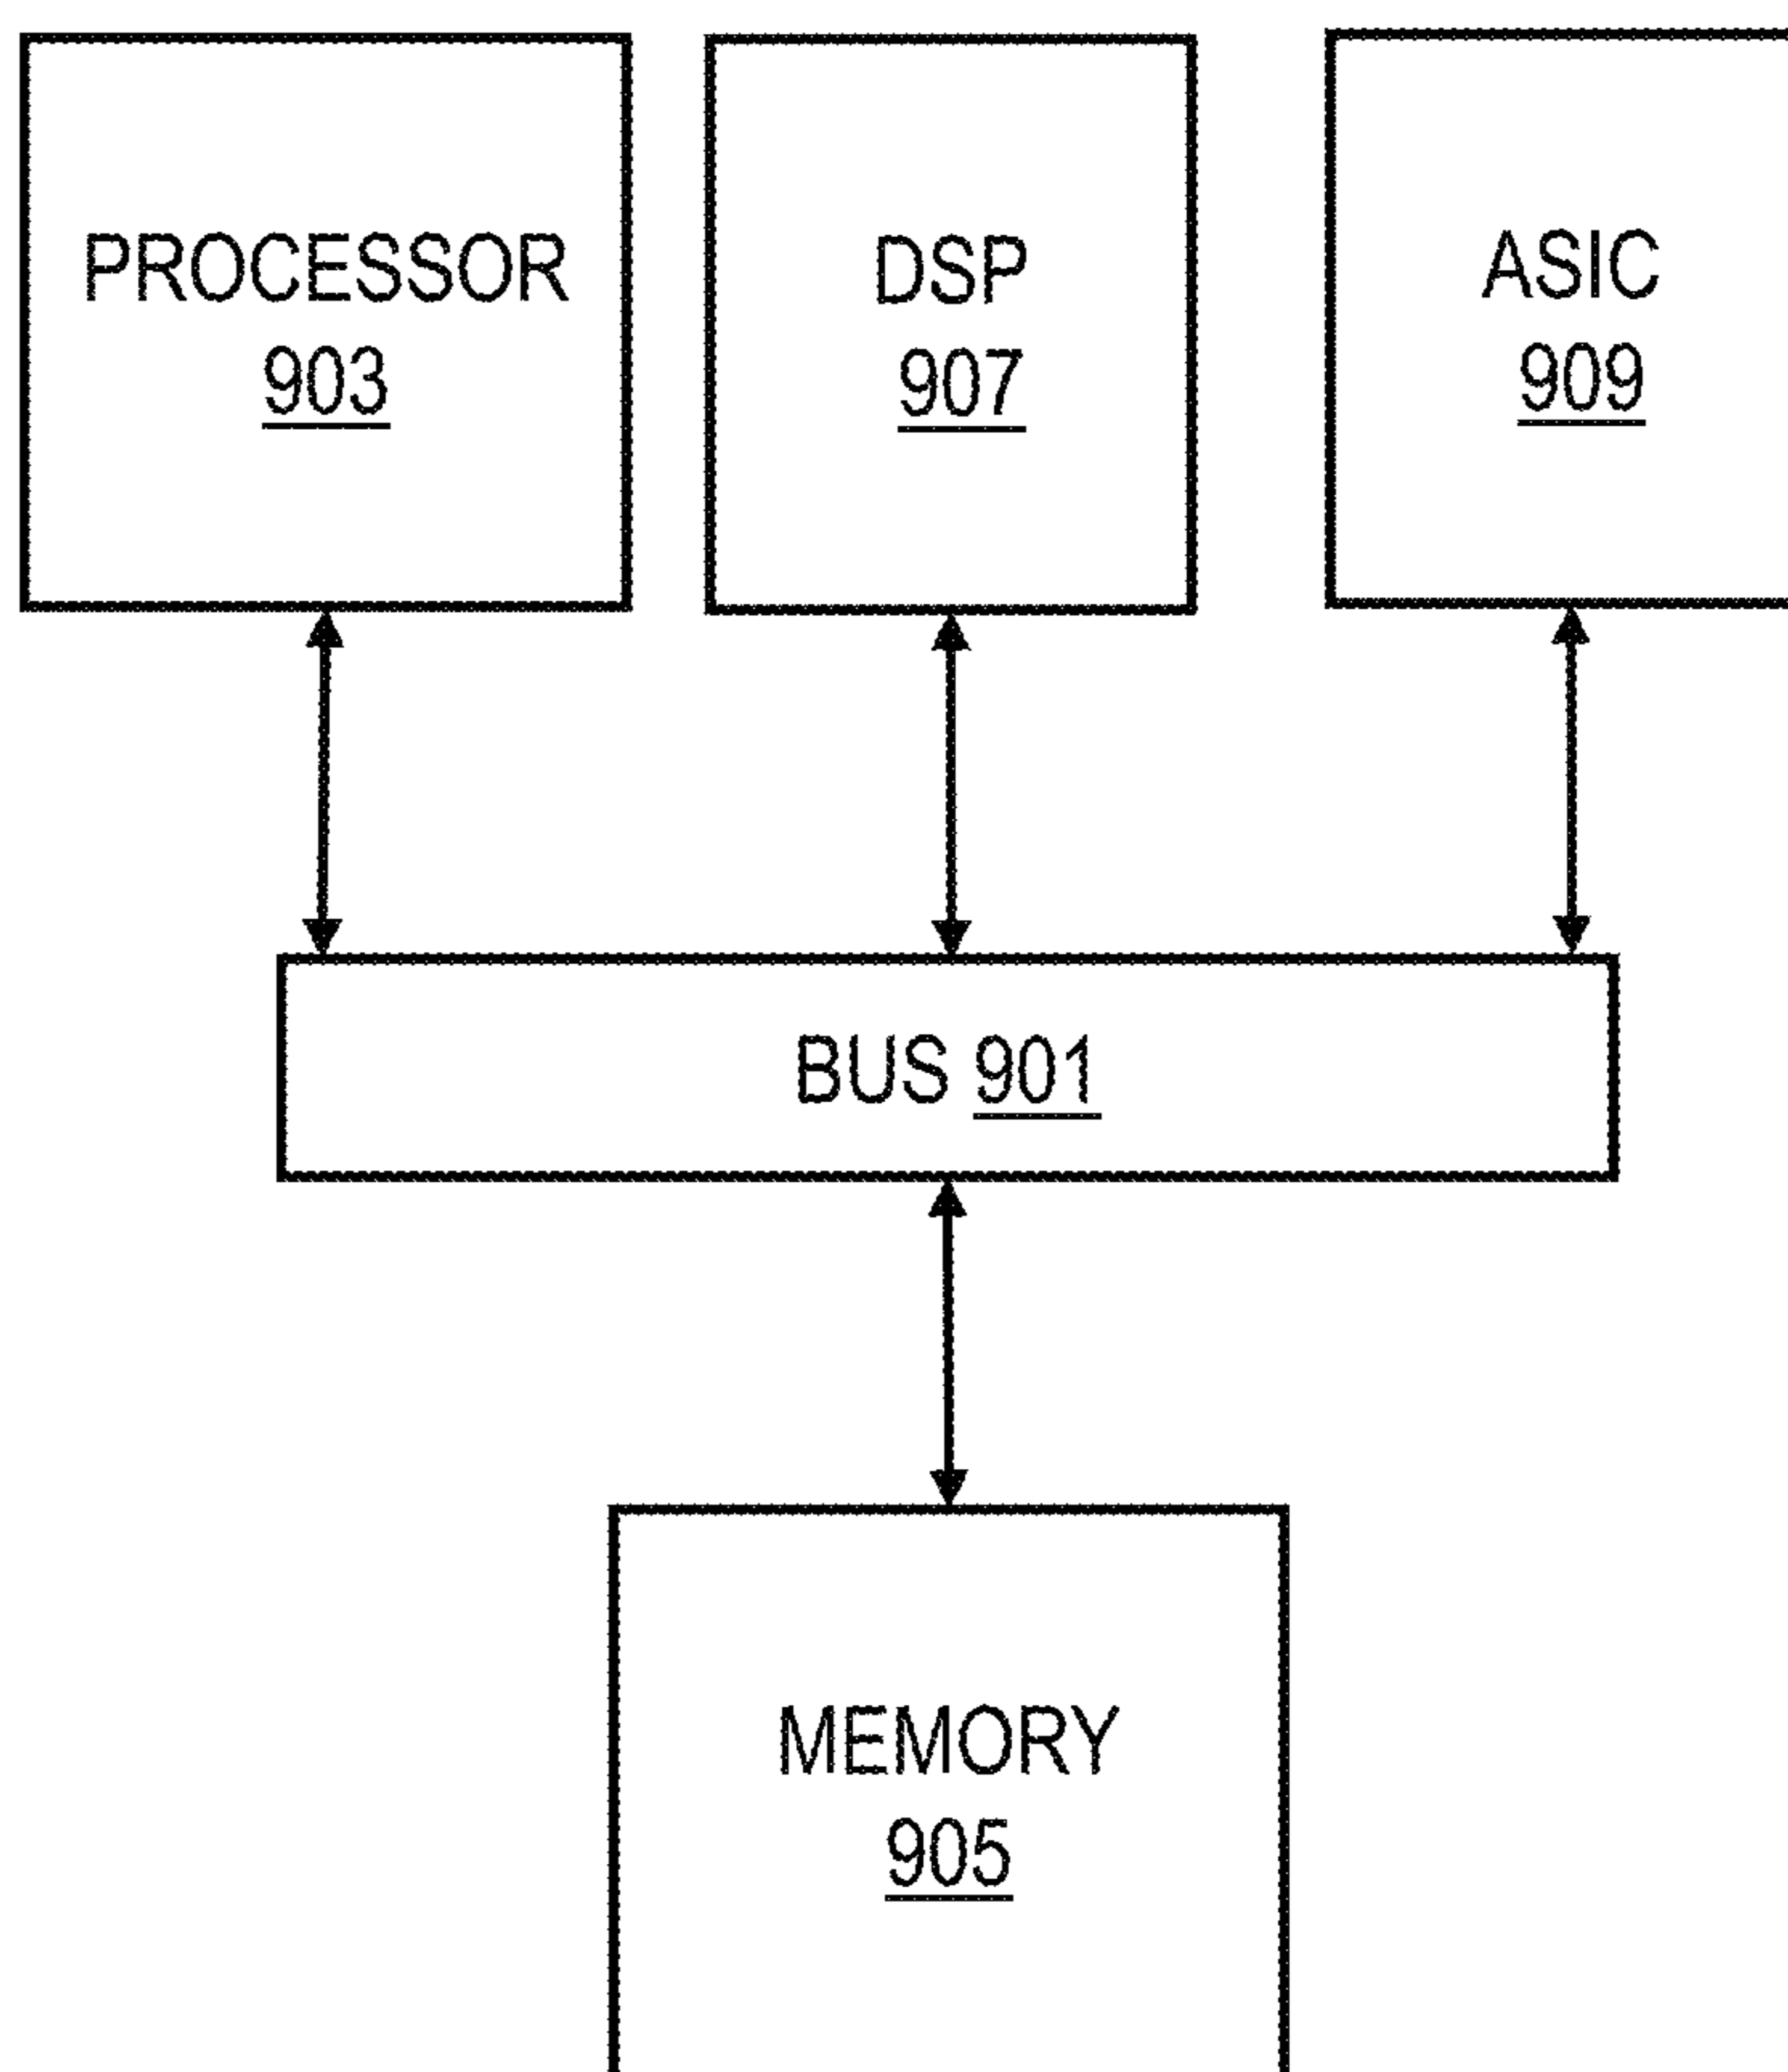 PROCESSOR
903
DSP
907
ASIC
909
BUS 901
MEMORY
905